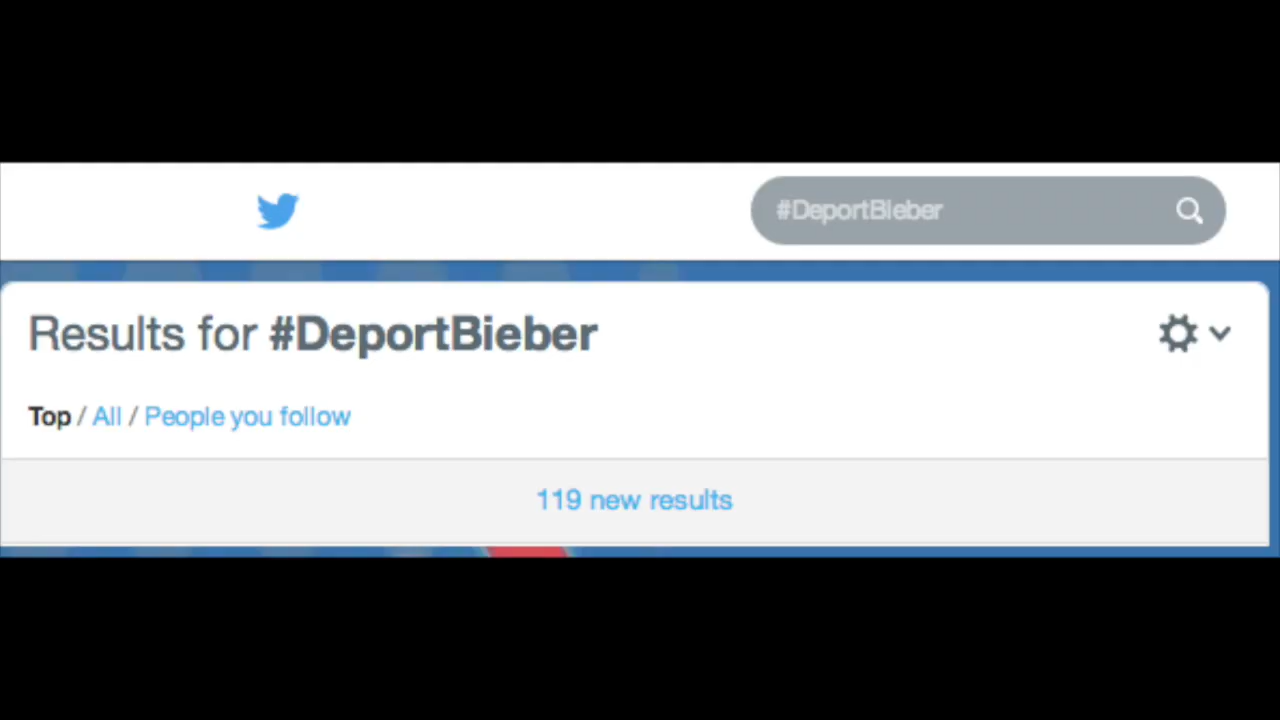 #DeportBieber
Results for #DeportBieber
Top / All / People you follow
119 new results